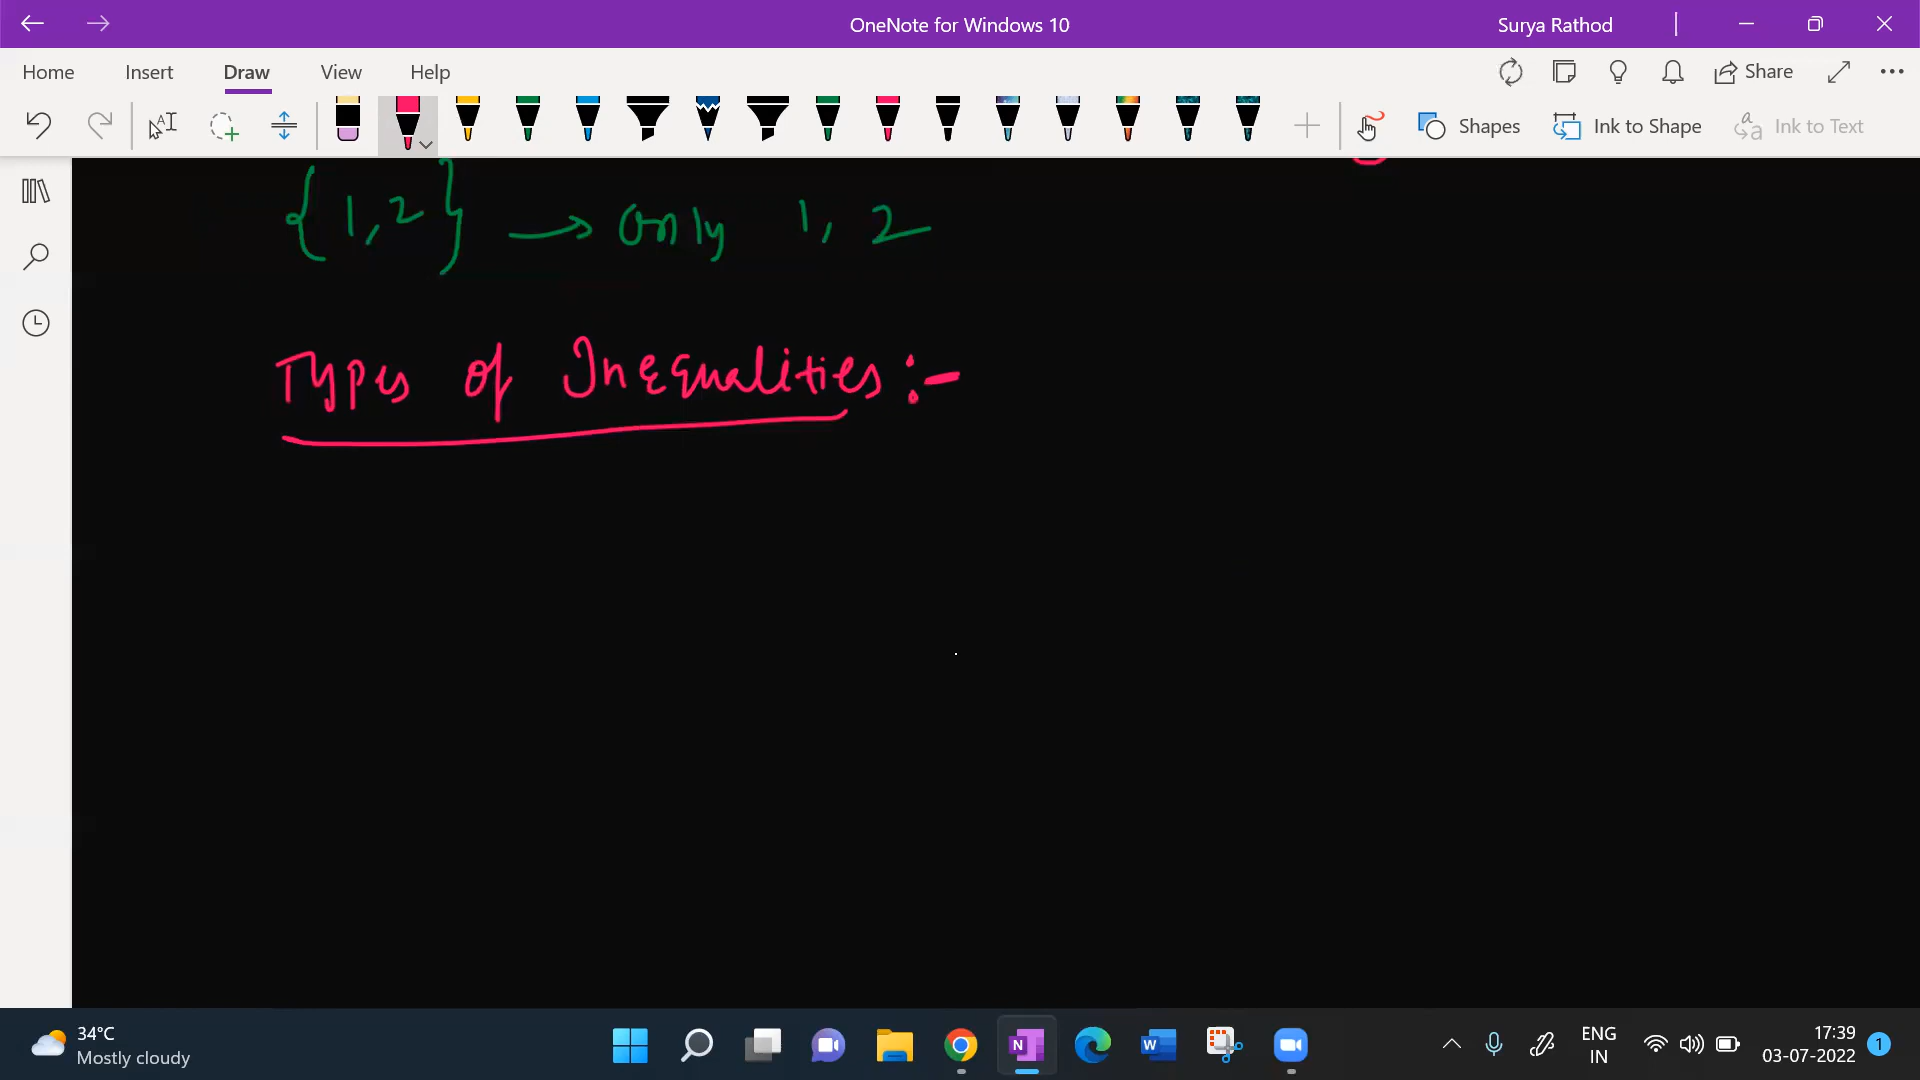 OneNote for Windows 10
Surya Rathod
Home Insert Draw View Help
Share
Shapes Ink to Shape Ink to Text
{1,2} → only 1, 2
Types of Inequalities :-
34°C
Mostly cloudy
ENG
IN
17:39
03-07-2022
1